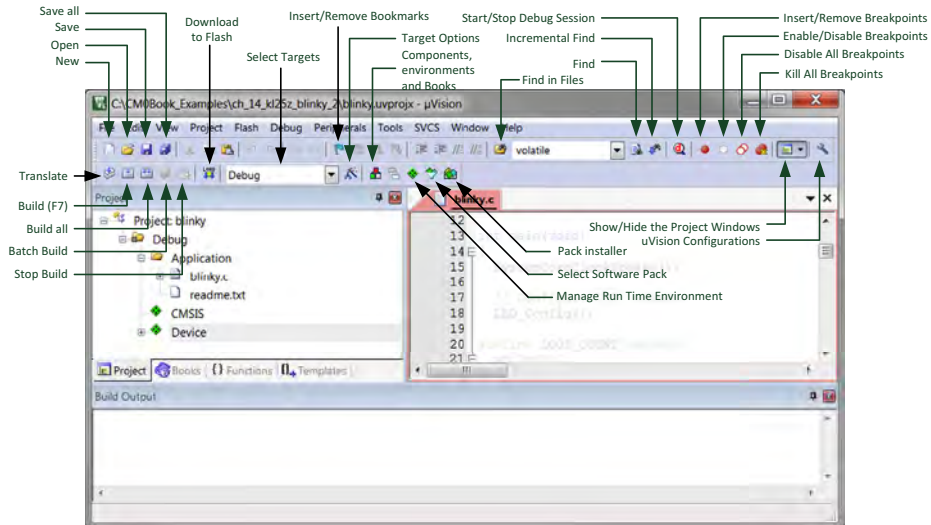 Save all
Save
Open
New
Download
to Flash
Insert/Remove Bookmarks
Select Targets
Target Options
Components,
environments
and Books
Start/Stop Debug Session
Incremental Find
Find
Find in Files
Insert/Remove Breakpoints
Enable/Disable Breakpoints
Disable All Breakpoints
Kill All Breakpoints
C:\CM0Book_Examples\ch_14_kl25z_blinky_2\blinky.uvprojx - µVision
File Edit View Project Flash Debug Peripherals Tools SVCS Window Help
volatile
Translate
Debug
Build (F7)
Build all
Batch Build
Stop Build
Project
Project: blinky
Debug
Application
blinky.c
readme.txt
CMSIS
Device
Project Books {} Functions Templates
blinky.c
12
13
14
15
16
17
18 LED_Config();
19
20
21
Show/Hide the Project Windows
uVision Configurations
Pack installer
Select Software Pack
Manage Run Time Environment
Build Output